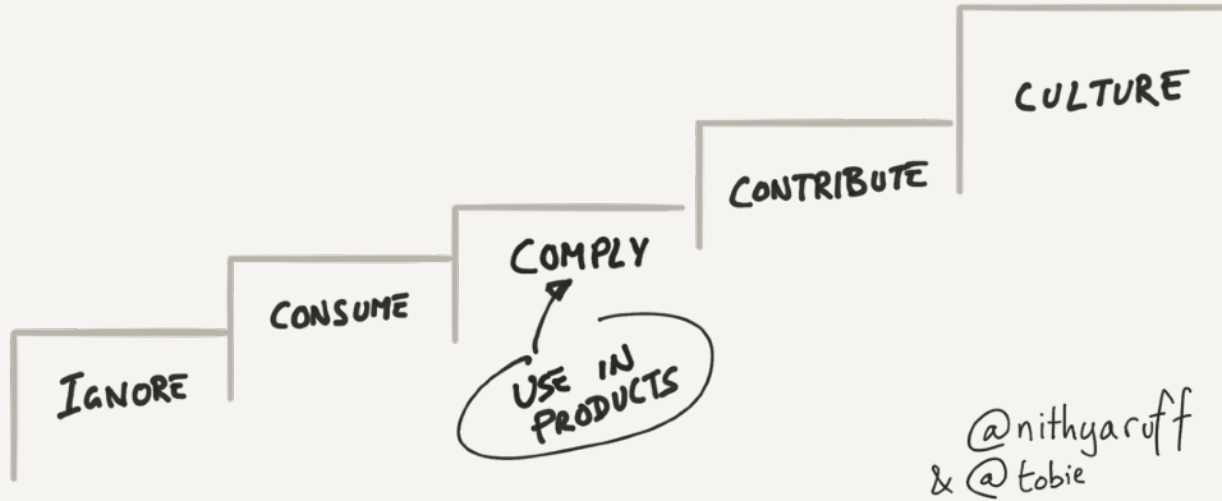 CULTURE
CONTRIBUTE
COMPLY
CONSUME
IGNORE
USE IN
PRODUCTS
@nithyaruff
& @tobie